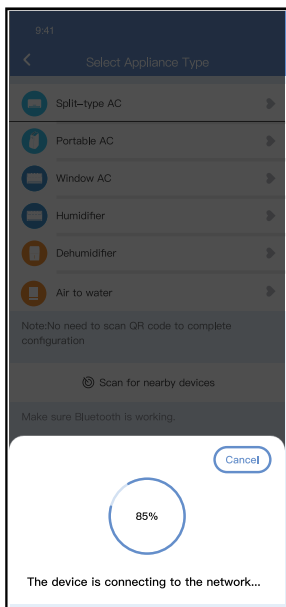 9:41
Select Appliance Type
Split-type AC
Portable AC
Window AC
Humidifier
Dehumidifier
Air to water
Note:No need to scan QR code to complete
configuration
Scan for nearby devices
Make sure Bluetooth is working.
Cancel
85%
The device is connecting to the network...